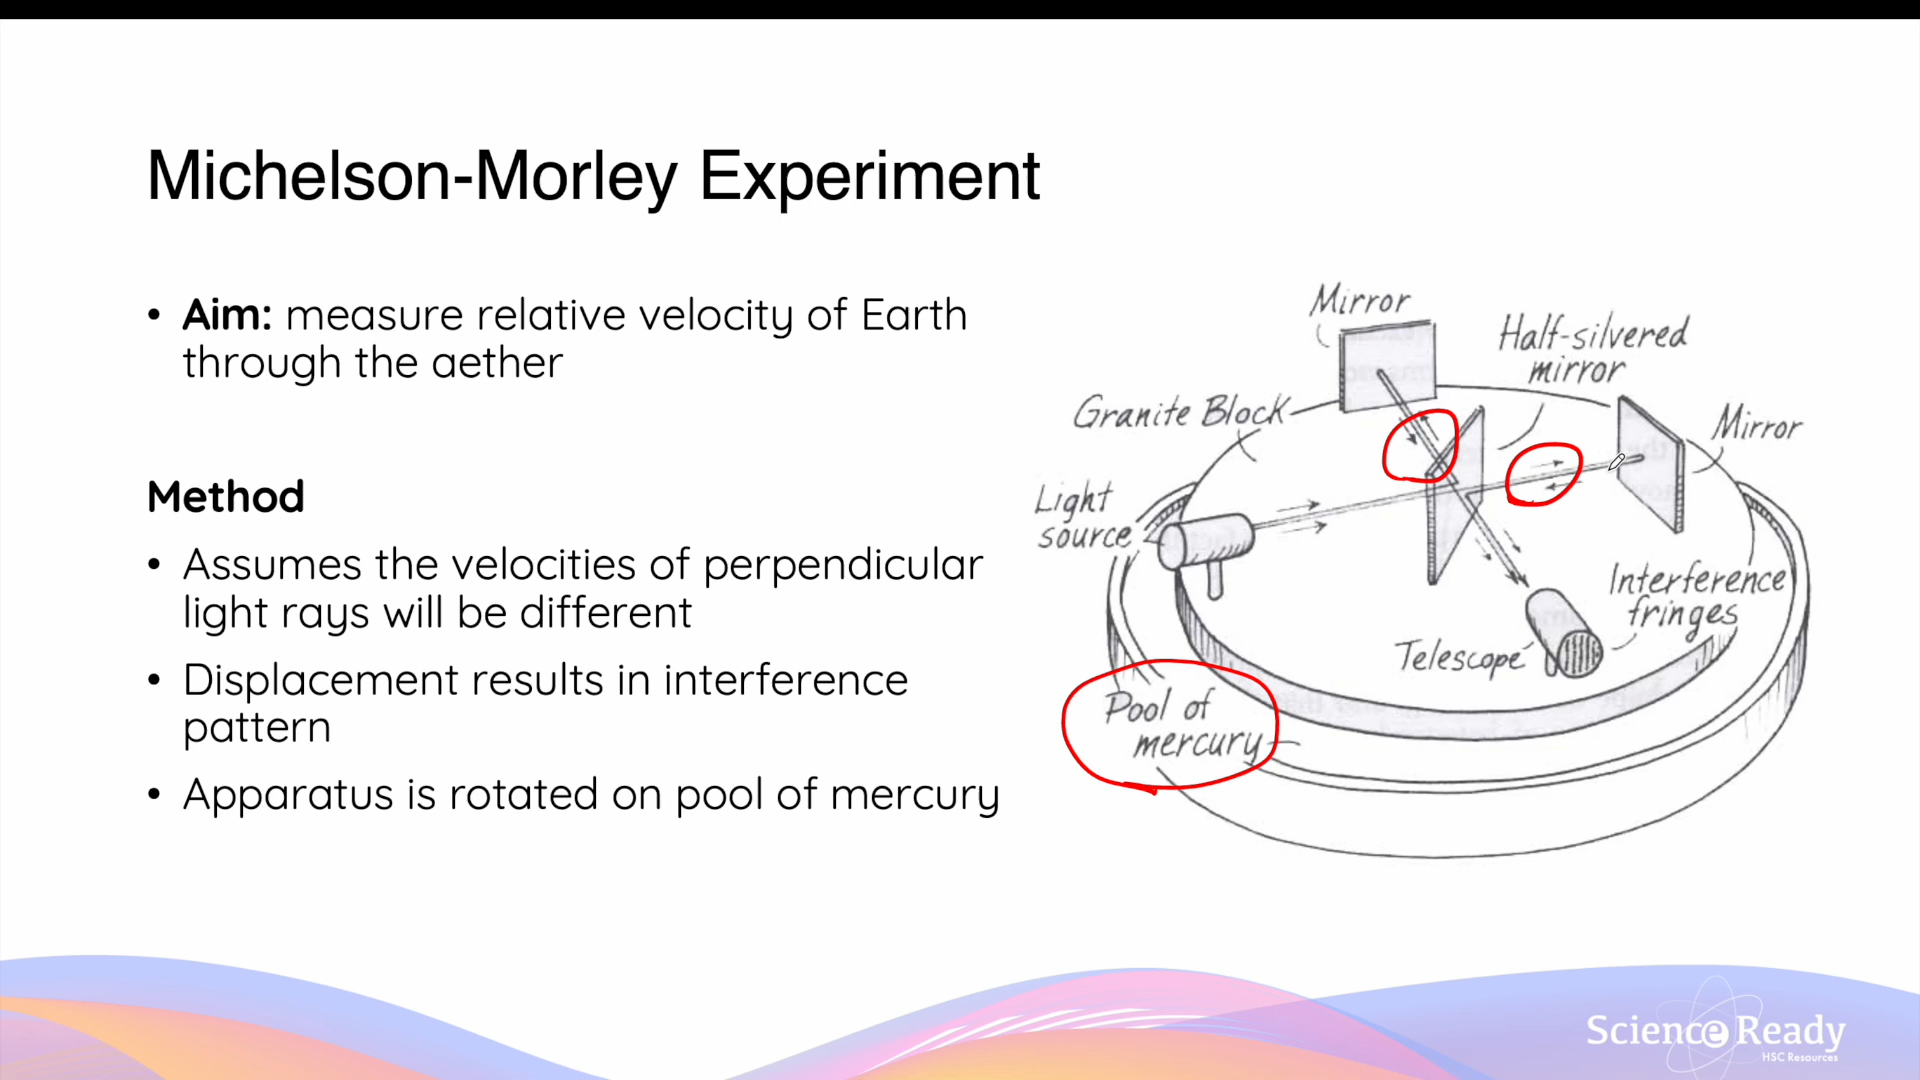 Michelson-Morley Experiment
• Aim: measure relative velocity of Earth
through the aether
Method
• Assumes the velocities of perpendicular
light rays will be different
• Displacement results in interference
pattern
• Apparatus is rotated on pool of mercury
Mirror
Half-silvered
mirror
Granite Block
Mirror
Light
source
Interference
fringes
Telescope
Pool of
mercury
Science Ready
HSC Resources